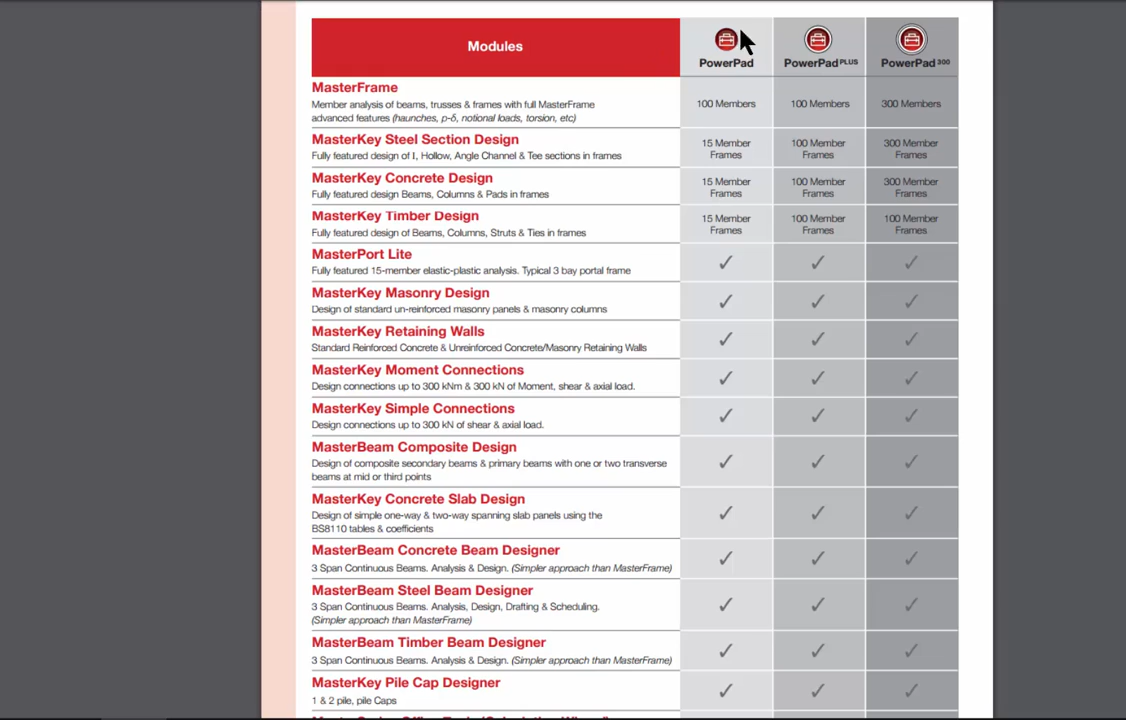 Modules
PowerPad
PowerPad PLUS
PowerPad 300
MasterFrame
Member analysis of beams, trusses & frames with full MasterFrame
advanced features (haunches, p-δ, notional loads, torsion, etc)
100 Members
100 Members
300 Members
MasterKey Steel Section Design
Fully featured design of I, Hollow, Angle Channel & Tee sections in frames
15 Member
Frames
100 Member
Frames
300 Member
Frames
MasterKey Concrete Design
Fully featured design Beams, Columns & Pads in frames
15 Member
Frames
100 Member
Frames
300 Member
Frames
MasterKey Timber Design
Fully featured design of Beams, Columns, Struts & Ties in frames
15 Member
Frames
100 Member
Frames
100 Member
Frames
MasterPort Lite
Fully featured 15-member elastic-plastic analysis. Typical 3 bay portal frame
✓ ✓ ✓
MasterKey Masonry Design
Design of standard un-reinforced masonry panels & masonry columns
✓ ✓ ✓
MasterKey Retaining Walls
Standard Reinforced Concrete & Unreinforced Concrete/Masonry Retaining Walls
✓ ✓ ✓
MasterKey Moment Connections
Design connections up to 300 kNm & 300 kN of Moment, shear & axial load.
✓ ✓ ✓
MasterKey Simple Connections
Design connections up to 300 kN of shear & axial load.
✓ ✓ ✓
MasterBeam Composite Design
Design of composite secondary beams & primary beams with one or two transverse
beams at mid or third points
✓ ✓ ✓
MasterKey Concrete Slab Design
Design of simple one-way & two-way spanning slab panels using the
BS8110 tables & coefficients
✓ ✓ ✓
MasterBeam Concrete Beam Designer
3 Span Continuous Beams. Analysis & Design. (Simpler approach than MasterFrame)
✓ ✓ ✓
MasterBeam Steel Beam Designer
3 Span Continuous Beams. Analysis, Design, Drafting & Scheduling.
(Simpler approach than MasterFrame)
✓ ✓ ✓
MasterBeam Timber Beam Designer
3 Span Continuous Beams. Analysis & Design. (Simpler approach than MasterFrame)
✓ ✓ ✓
MasterKey Pile Cap Designer
1 & 2 pile, pile Caps
✓ ✓ ✓